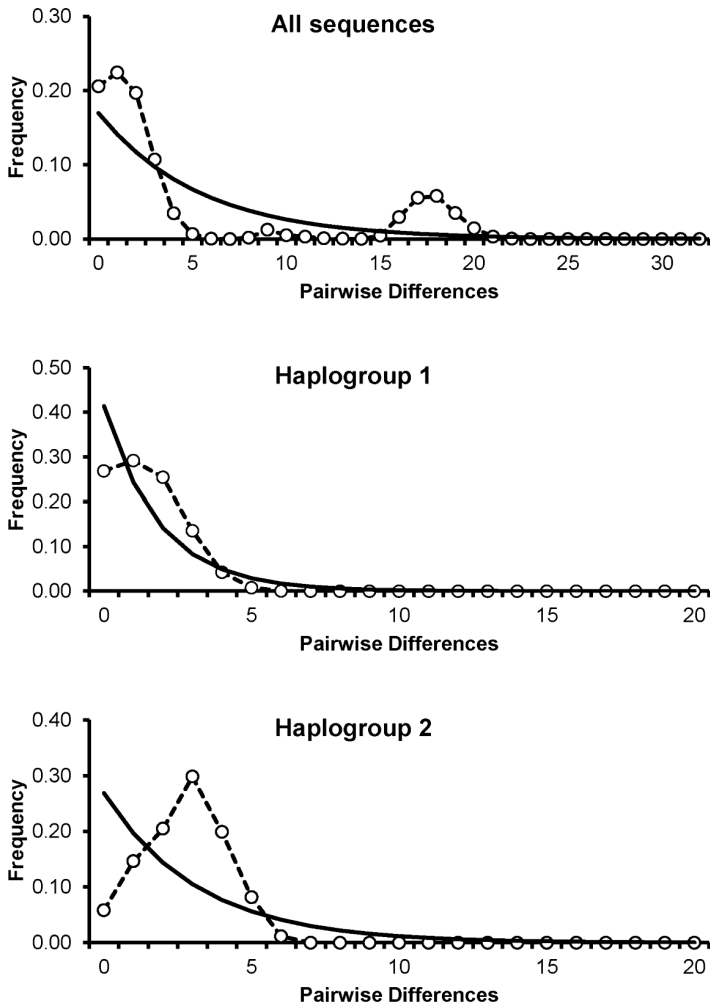 All sequences
0.30
0.20
0.10
0.00
Frequency
0 5 10 15 20 25 30
Pairwise Differences
Haplogroup 1
0.50
0.40
0.30
0.20
0.10
0.00
Frequency
0 5 10 15 20
Pairwise Differences
Haplogroup 2
0.40
0.30
0.20
0.10
0.00
Frequency
0 5 10 15 20
Pairwise Differences